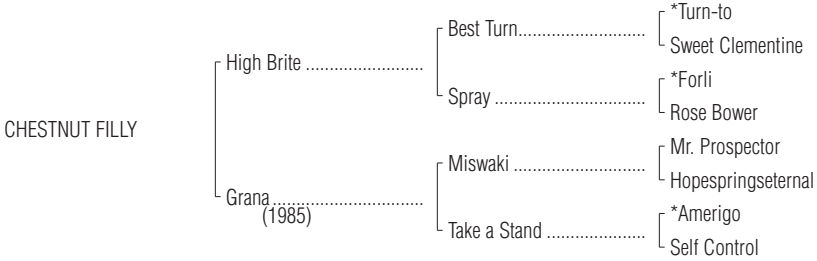 *Turn-to
Best Turn..............................
Sweet Clementine
High Brite ............................
*Forli
Spray ....................................
Rose Bower
CHESTNUT FILLY
Mr. Prospector
Miswaki ................................
Hopespringseternal
Grana....................................
(1985)
*Amerigo
Take a Stand .......................
Self Control